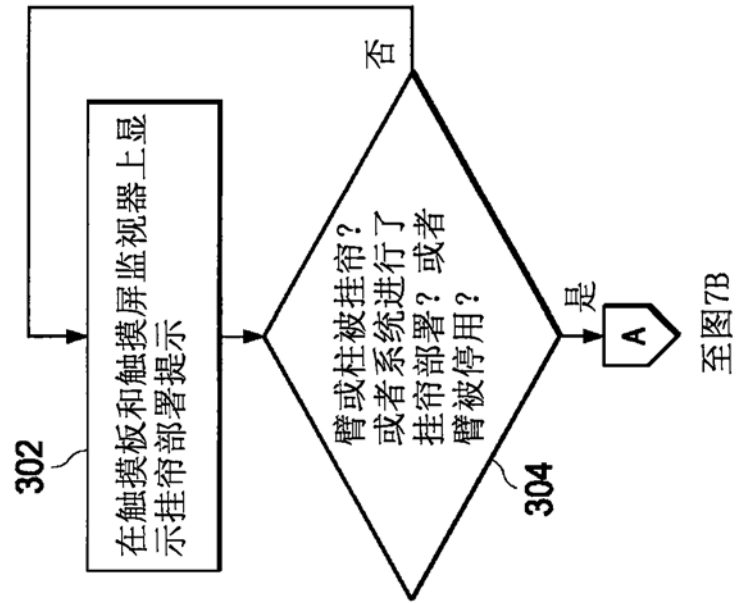 302
在触摸板和触摸屏监视器上显
示挂帘部署提示
臂或柱被挂帘？
或者系统进行了
挂帘部署？或者
臂被停用？
否
304
是
A
至图7B